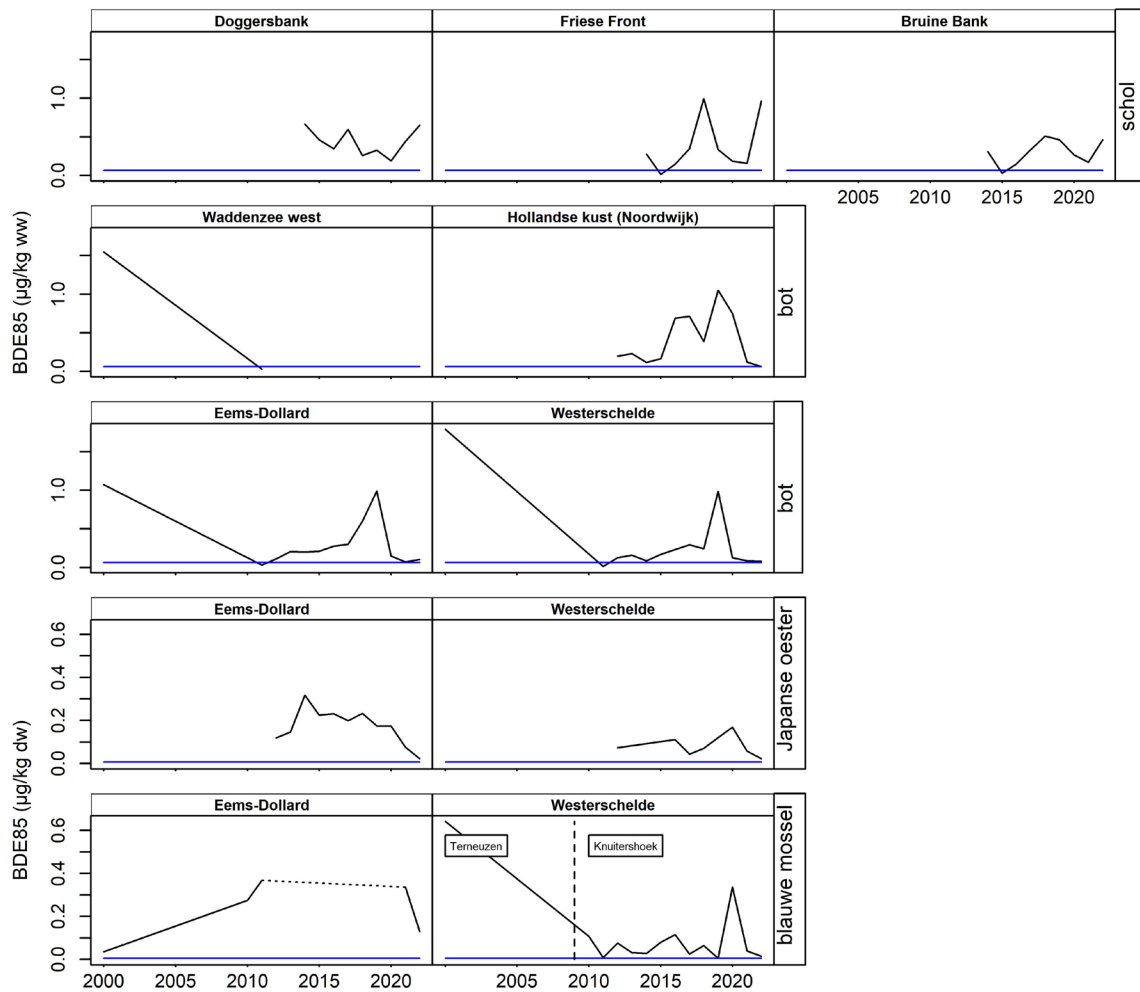 Doggersbank Friese Front Bruine Bank
schol
1.0
0.0
2005 2010 2015 2020
BDE85 (µg/kg ww)
Waddenzee west Hollandse kust (Noordwijk)
bot
1.0
0.0
Eems-Dollard Westerschelde
bot
1.0
0.0
Eems-Dollard Westerschelde
Japanse oester
0.6
0.4
0.2
0.0
BDE85 (µg/kg dw)
Eems-Dollard Westerschelde
blauwe mossel
0.6
0.4
0.2
0.0
Terneuzen Knuitershoek
2000 2005 2010 2015 2020 2005 2010 2015 2020